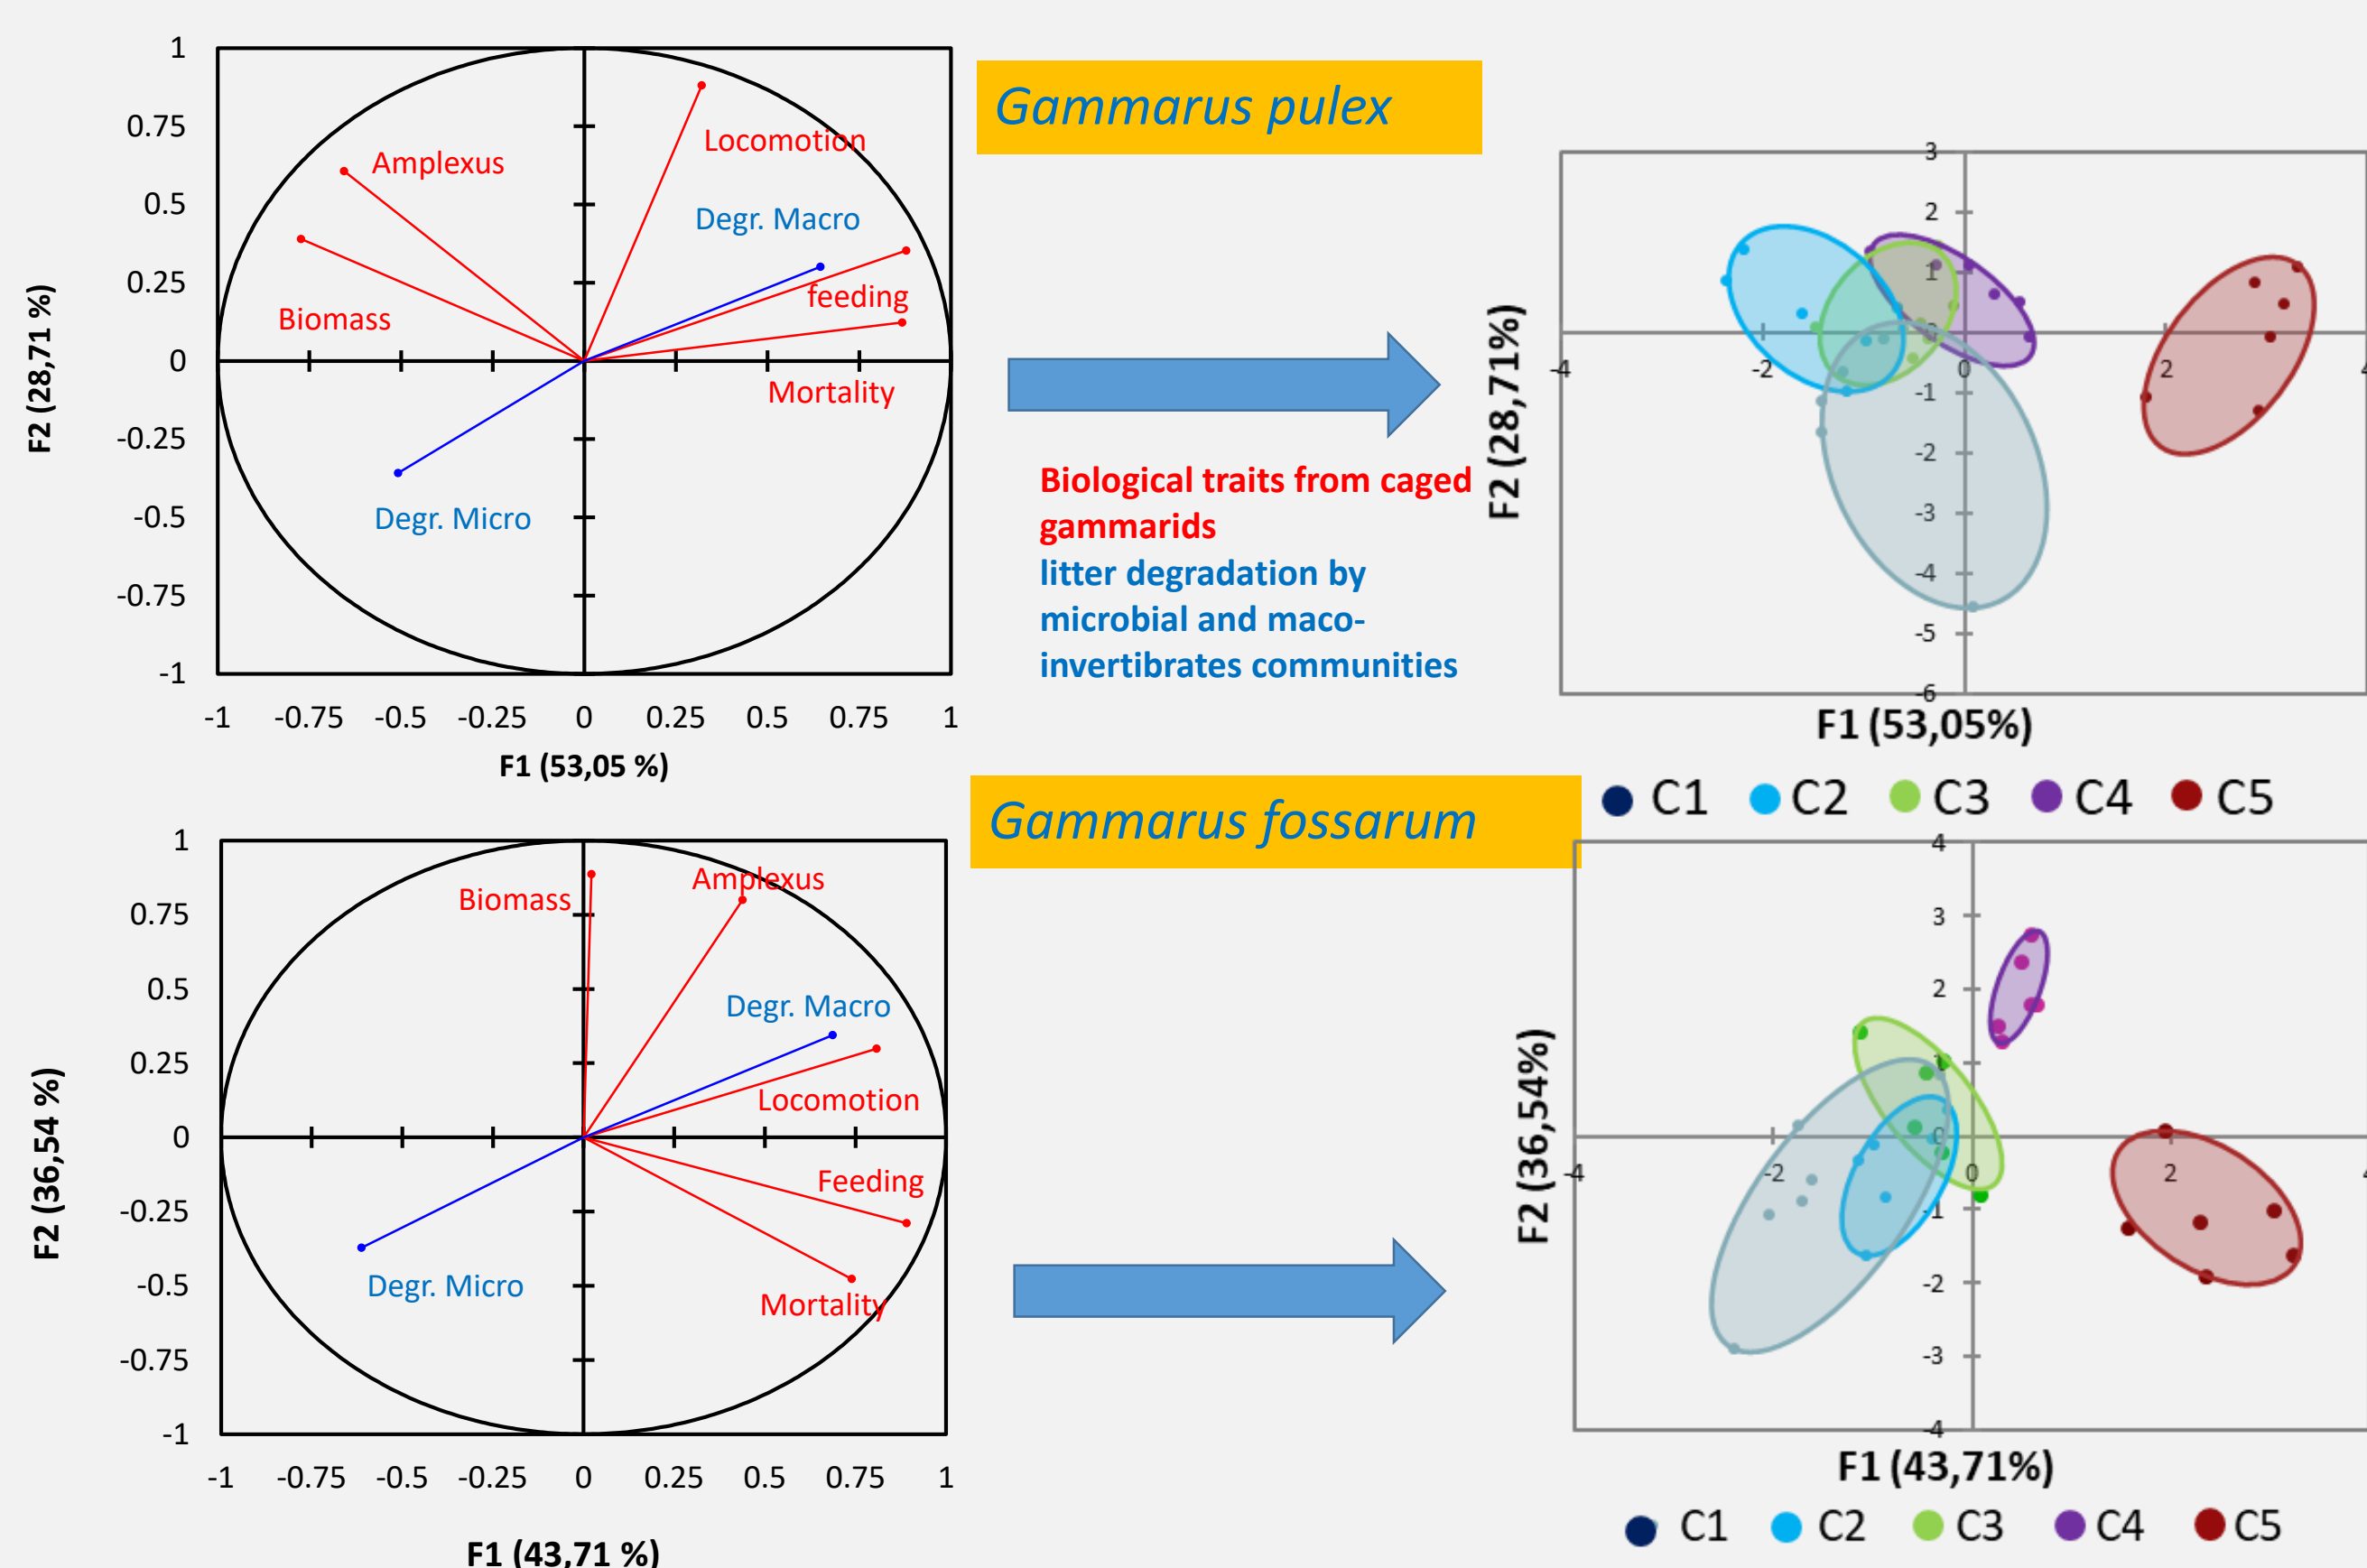 Gammarus pulex
1
0.75
0.5
0.25
0
-0.25
-0.5
-0.75
-1
F2 (28,71 %)
Locomotion
Amplexus
Degr. Macro
feeding
Biomass
Mortality
Degr. Micro
-1 -0.75 -0.5 -0.25 0 0.25 0.5 0.75 1
F1 (53,05 %)
Biological traits from caged
gammarids
litter degradation by
microbial and maco-
invertibrates communities
F2 (28,71%)
3
2
1
0
-1
-2
-3
-4
-5
-6
-4 -2 0 2 4
F1 (53,05%)
C1 C2 C3 C4 C5
Gammarus fossarum
1
0.75
0.5
0.25
0
-0.25
-0.5
-0.75
-1
F2 (36,54 %)
Biomass
Amplexus
Degr. Macro
Locomotion
Feeding
Degr. Micro
Mortality
-1 -0.75 -0.5 -0.25 0 0.25 0.5 0.75 1
F1 (43,71 %)
F2 (36,54%)
4
3
2
1
0
-1
-2
-3
-4
-4 -2 0 2 4
F1 (43,71%)
C1 C2 C3 C4 C5